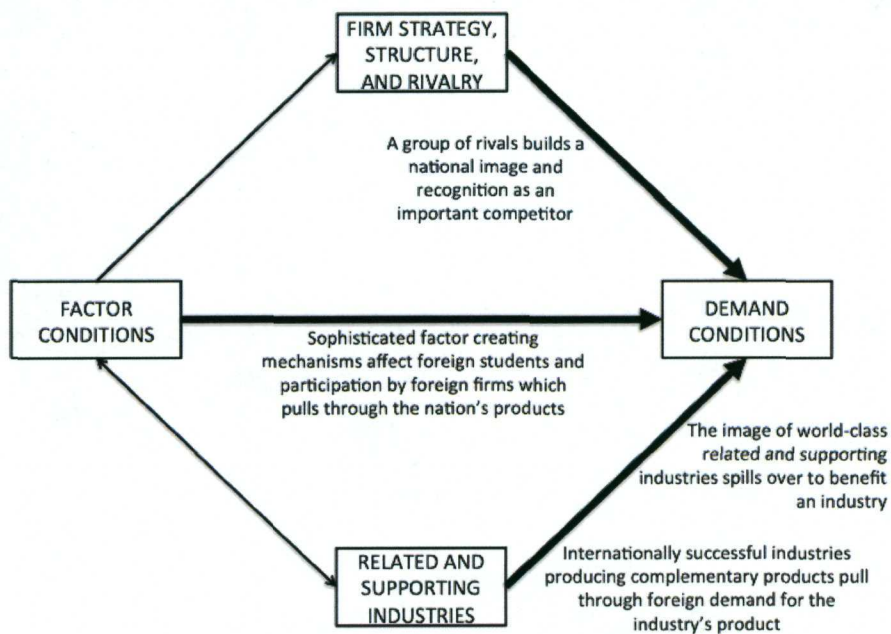 FIRM STRATEGY,
STRUCTURE,
AND RIVALRY
A group of rivals builds a
national image and
recognition as an
important competitor
FACTOR
CONDITIONS
DEMAND
CONDITIONS
Sophisticated factor creating
mechanisms affect foreign students and
participation by foreign firms which
pulls through the nation's products
The image of world-class
related and supporting
industries spills over to benefit
an industry
RELATED AND
SUPPORTING
INDUSTRIES
Internationally successful industries
producing complementary products pull
through foreign demand for the
industry's product